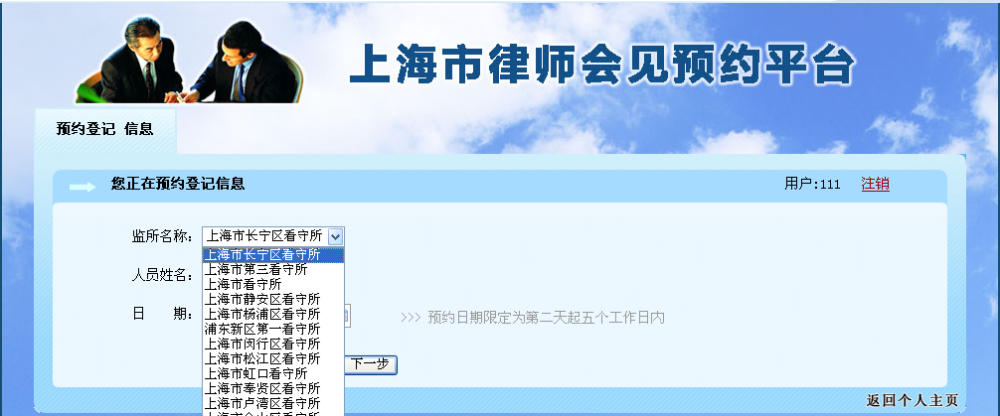 上海市律师会见预约平台
预约登记 信息
您正在预约登记信息
用户:111 注销
监所名称: 上海市长宁区看守所
上海市长宁区看守所
上海市第三看守所
上海市看守所
上海市静安区看守所
上海市杨浦区看守所
浦东新区第一看守所
上海市闵行区看守所
上海市松江区看守所
上海市虹口看守所
上海市奉贤区看守所
上海市卢湾区看守所
人员姓名:
日 期: >>> 预约日期限定为第二天起五个工作日内
下一步
返回个人主页